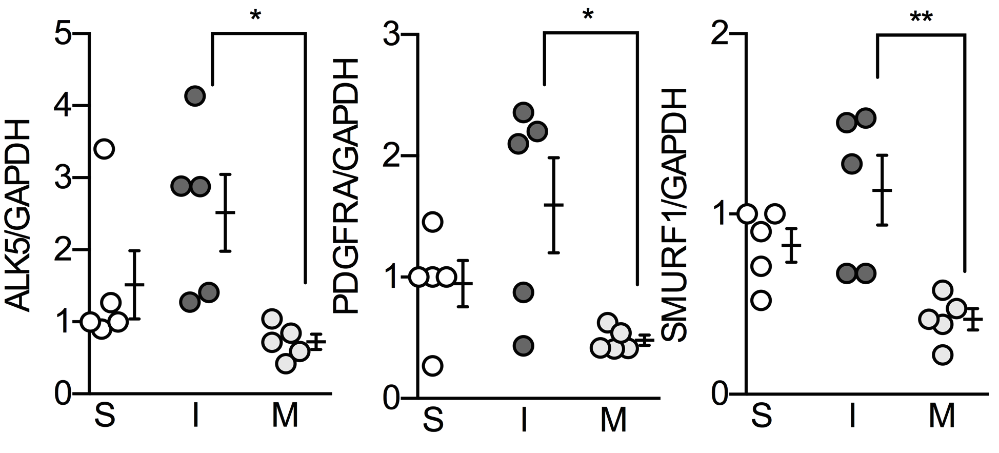 *
5
4
3
2
1
0
ALK5/GAPDH
S I M
*
3
2
1
0
PDGFRA/GAPDH
S I M
**
2
1
0
SMURF1/GAPDH
S I M